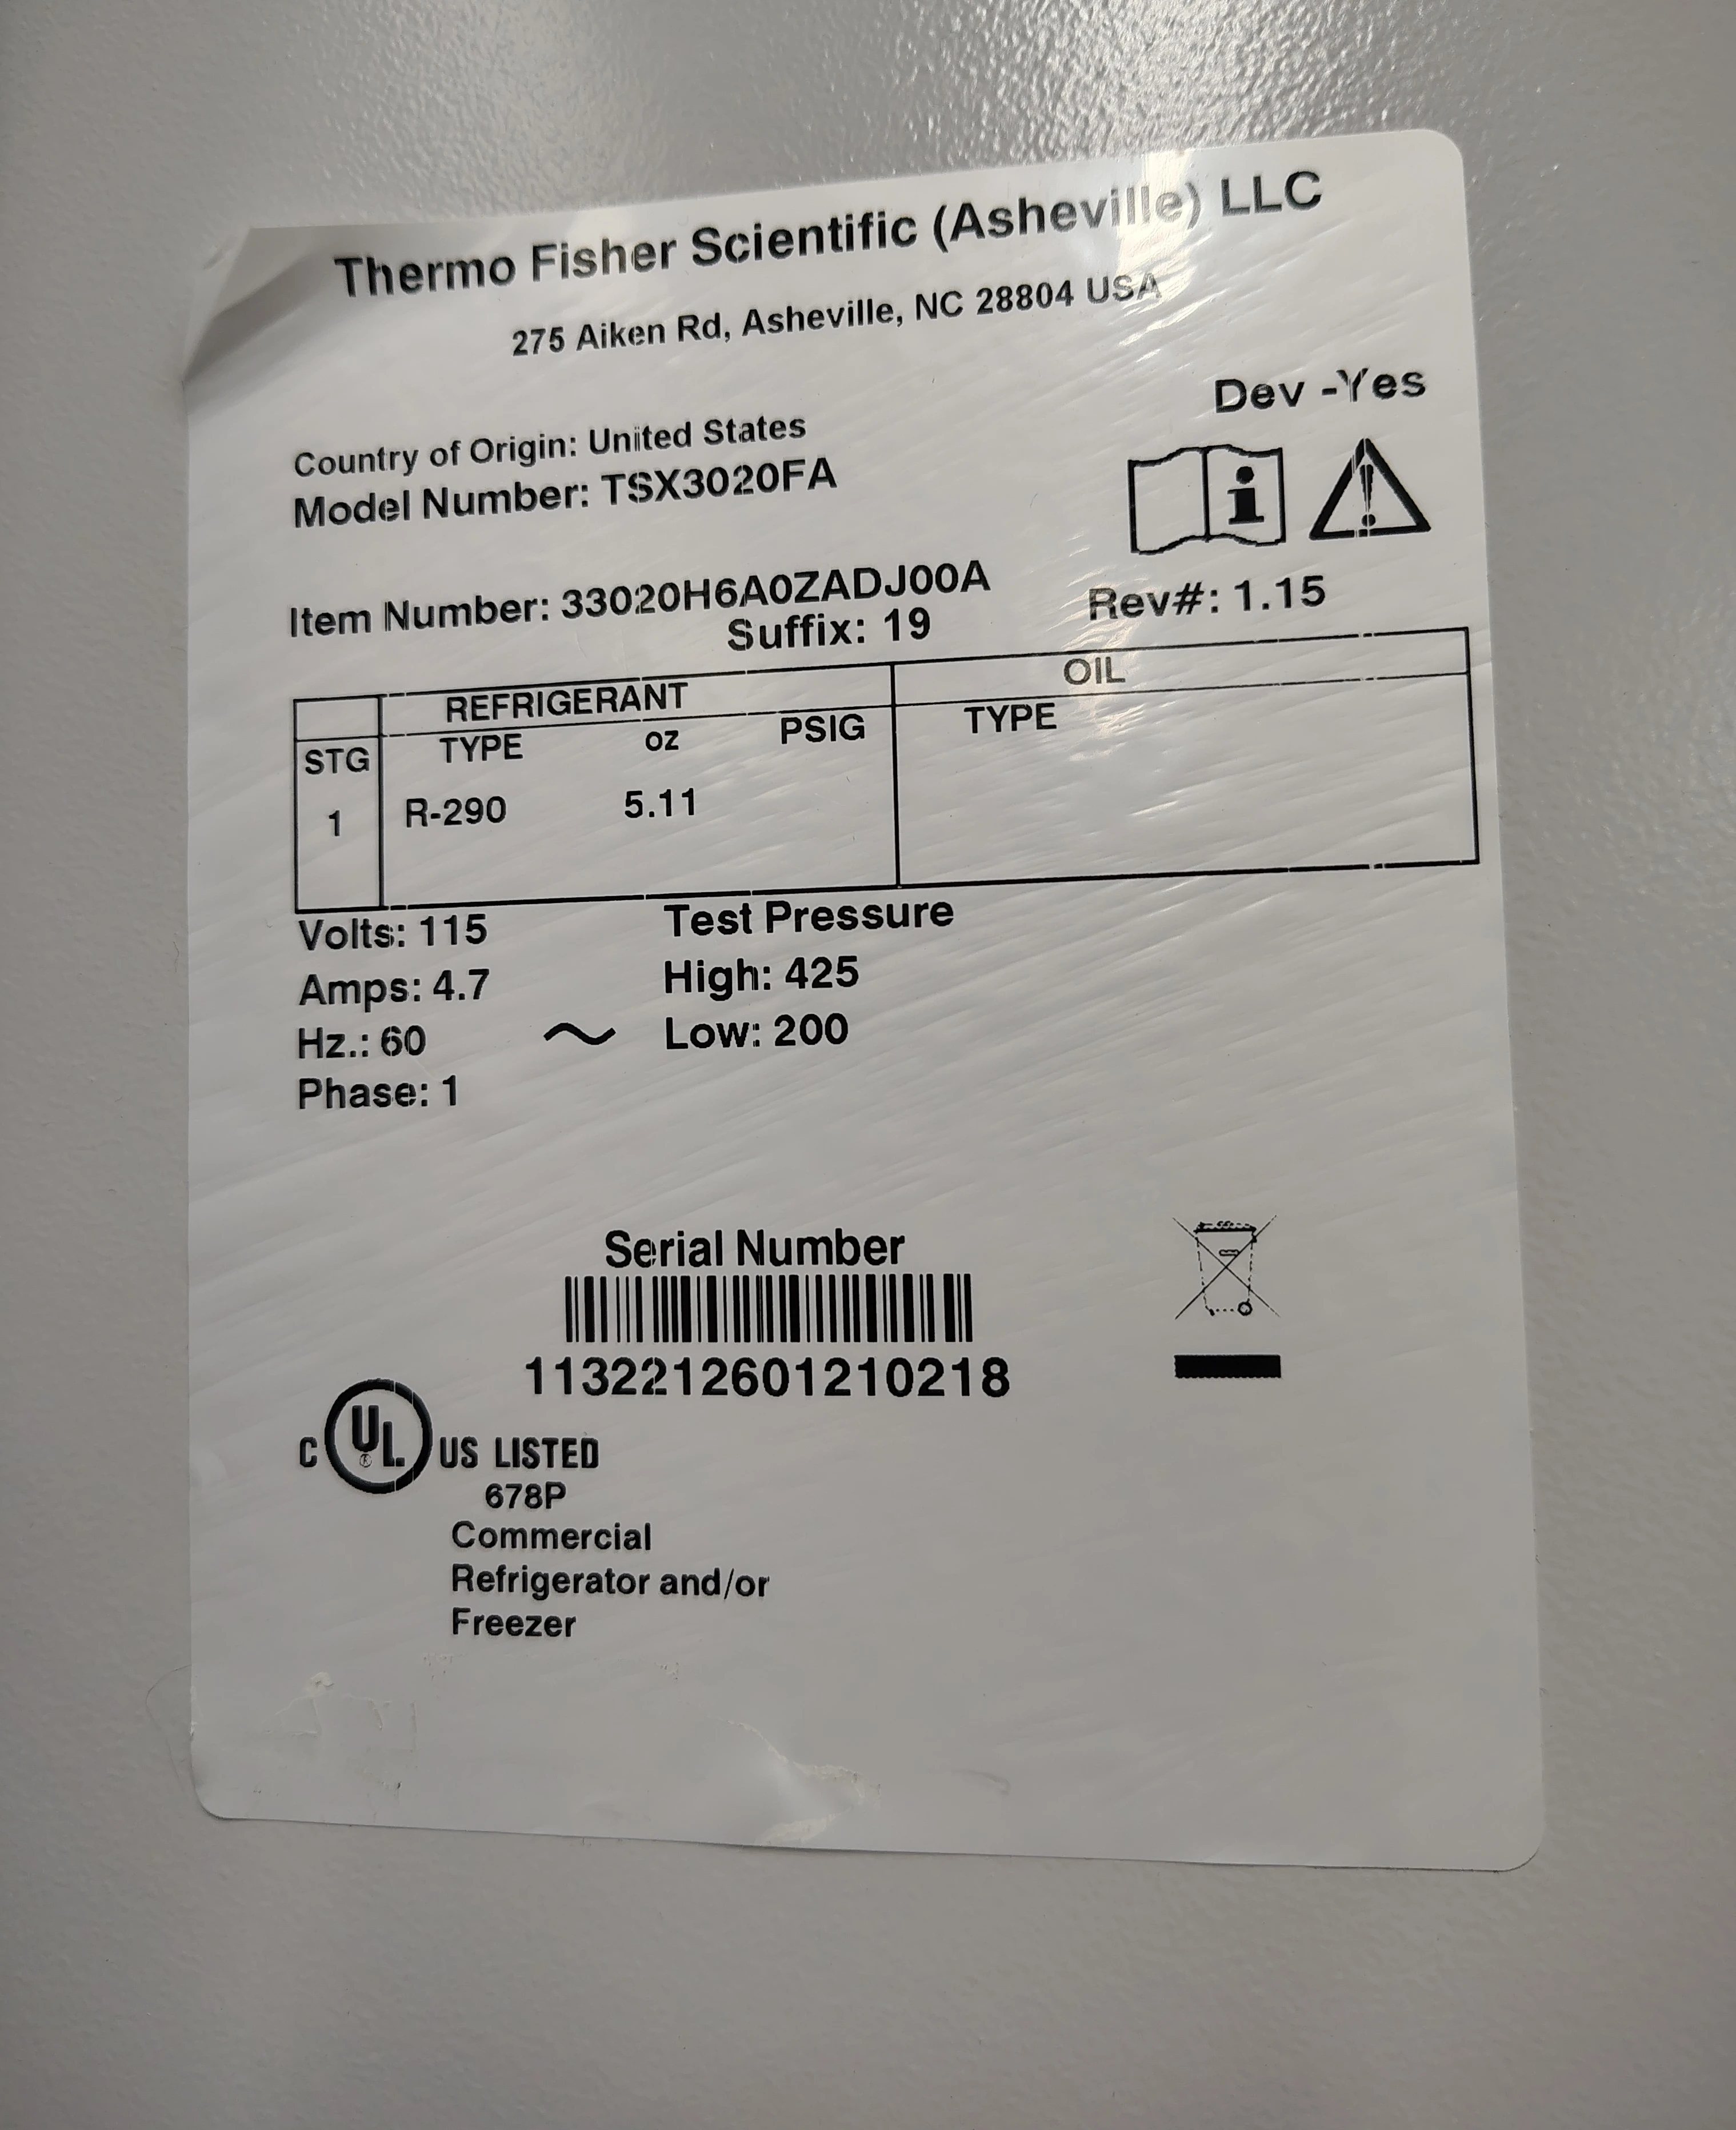 Thermo Fisher Scientific (Asheville) LLC
275 Aiken Rd, Asheville, NC 28804 USA
Dev -Yes
Country of Origin: United States
Model Number: TSX3020FA
Item Number: 33020H6A0ZADJ00A
Rev#: 1.15
Suffix: 19
REFRIGERANT OIL
STG TYPE OZ PSIG TYPE
1 R-290 5.11
Volts: 115 Test Pressure
Amps: 4.7 High: 425
Hz.: 60 ~ Low: 200
Phase: 1
Serial Number
1132212601210218
C UL® US LISTED
678P
Commercial
Refrigerator and/or
Freezer